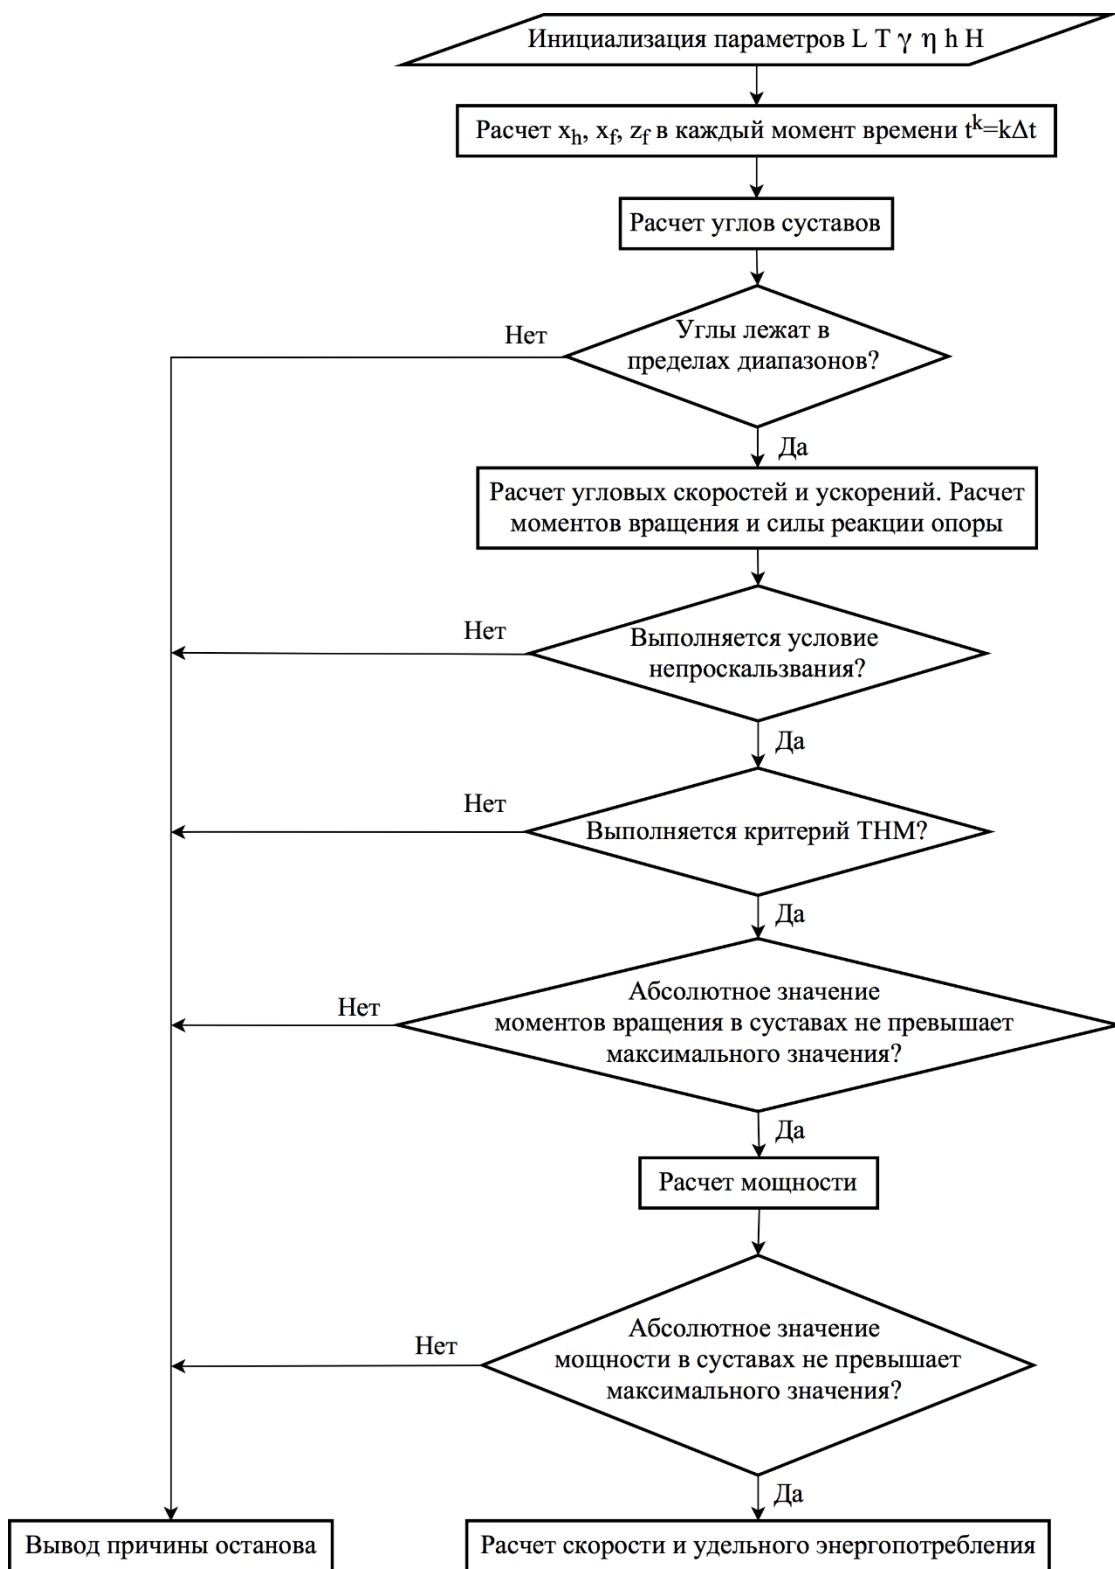 Инициализация параметров L T γ η h H
Расчет xh, xf, zf в каждый момент времени t^k=kΔt
Расчет углов суставов
Углы лежат в
пределах диапазонов?
Нет
Да
Расчет угловых скоростей и ускорений. Расчет
моментов вращения и силы реакции опоры
Выполняется условие
непроскальзвания?
Нет
Да
Выполняется критерий ТНМ?
Нет
Да
Абсолютное значение
моментов вращения в суставах не превышает
максимального значения?
Нет
Да
Расчет мощности
Абсолютное значение
мощности в суставах не превышает
максимального значения?
Нет
Да
Вывод причины останова
Расчет скорости и удельного энергопотребления